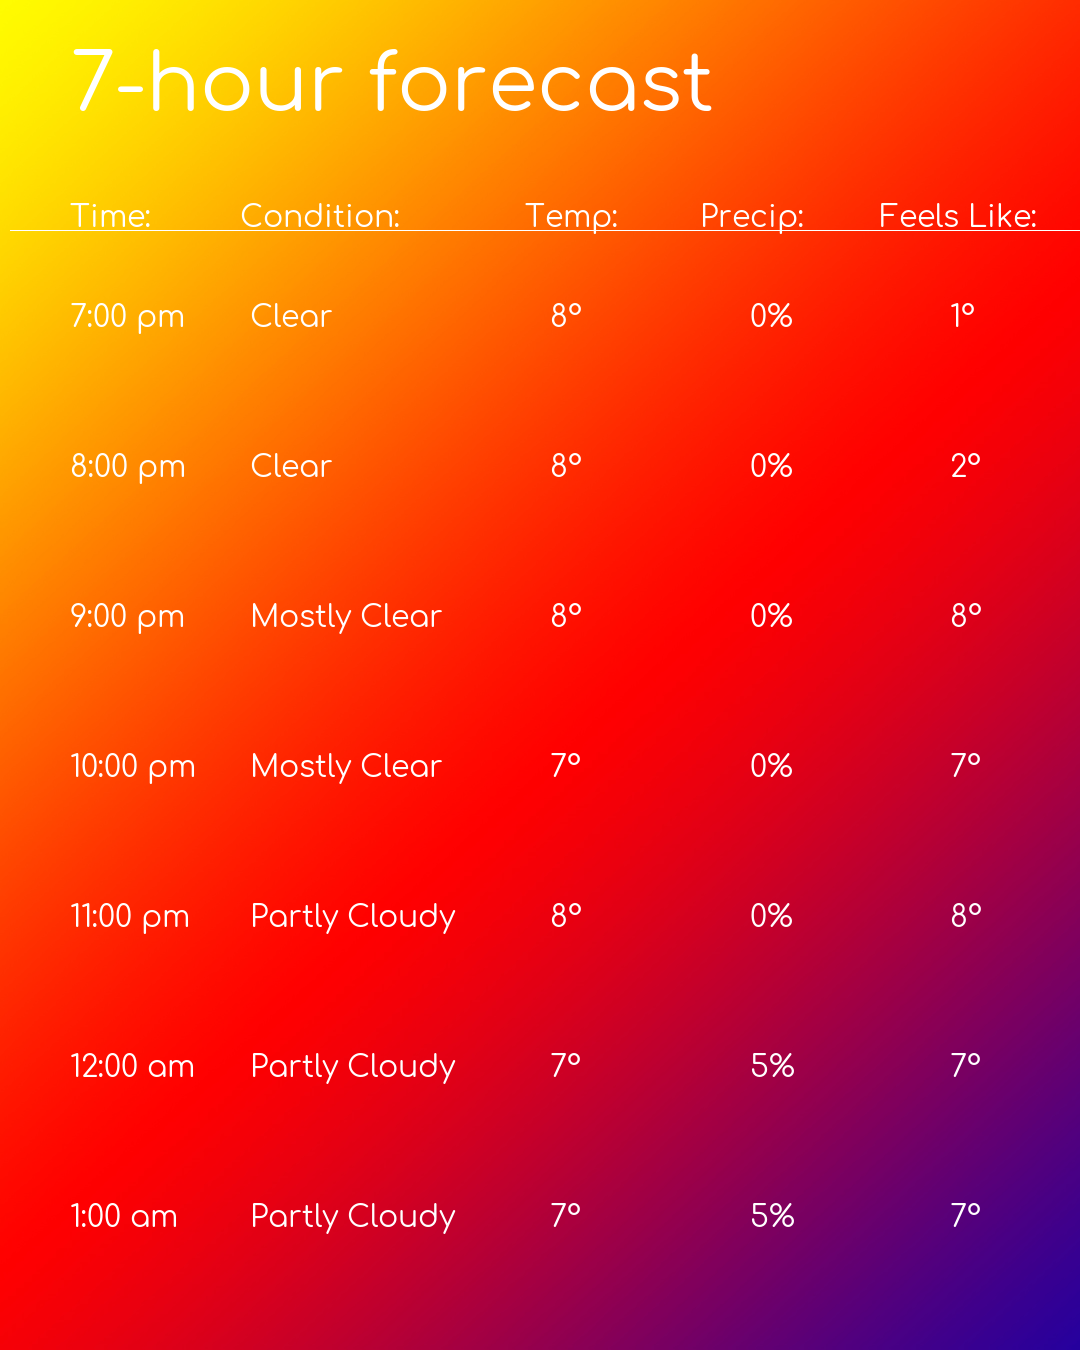 7-hour forecast
Time: Condition: Temp: Precip: Feels Like:
7:00 pm Clear 8° 0% 1°
8:00 pm Clear 8° 0% 2°
9:00 pm Mostly Clear 8° 0% 8°
10:00 pm Mostly Clear 7° 0% 7°
11:00 pm Partly Cloudy 8° 0% 8°
12:00 am Partly Cloudy 7° 5% 7°
1:00 am Partly Cloudy 7° 5% 7°